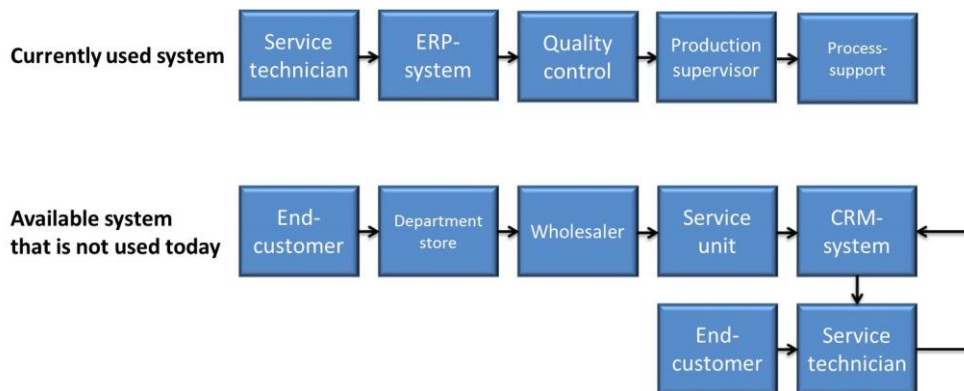 Currently used system
Service
technician
ERP-
system
Quality
control
Production
supervisor
Process-
support
Available system
that is not used today
End-
customer
Department
store
Wholesaler
Service
unit
CRM-
system
End-
customer
Service
technician